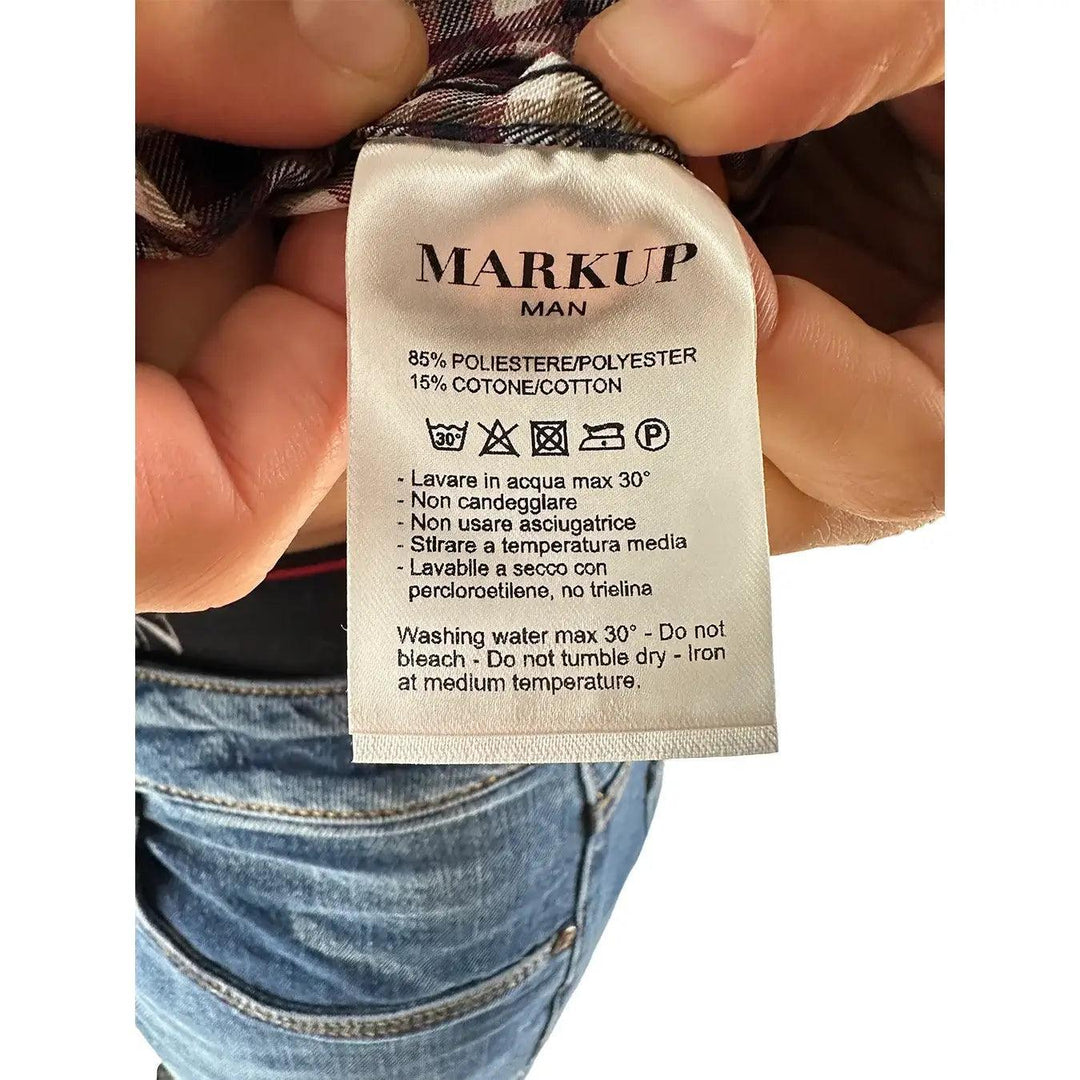 MARKUP
MAN
85% POLIESTERE/POLYESTER
15% COTONE/COTTON
30° P
- Lavare in acqua max 30°
- Non candeggiare
- Non usare asciugatrice
- Stirare a temperatura media
- Lavabile a secco con
percloroetilene, no trielina
Washing water max 30° - Do not
bleach - Do not tumble dry - Iron
at medium temperature.